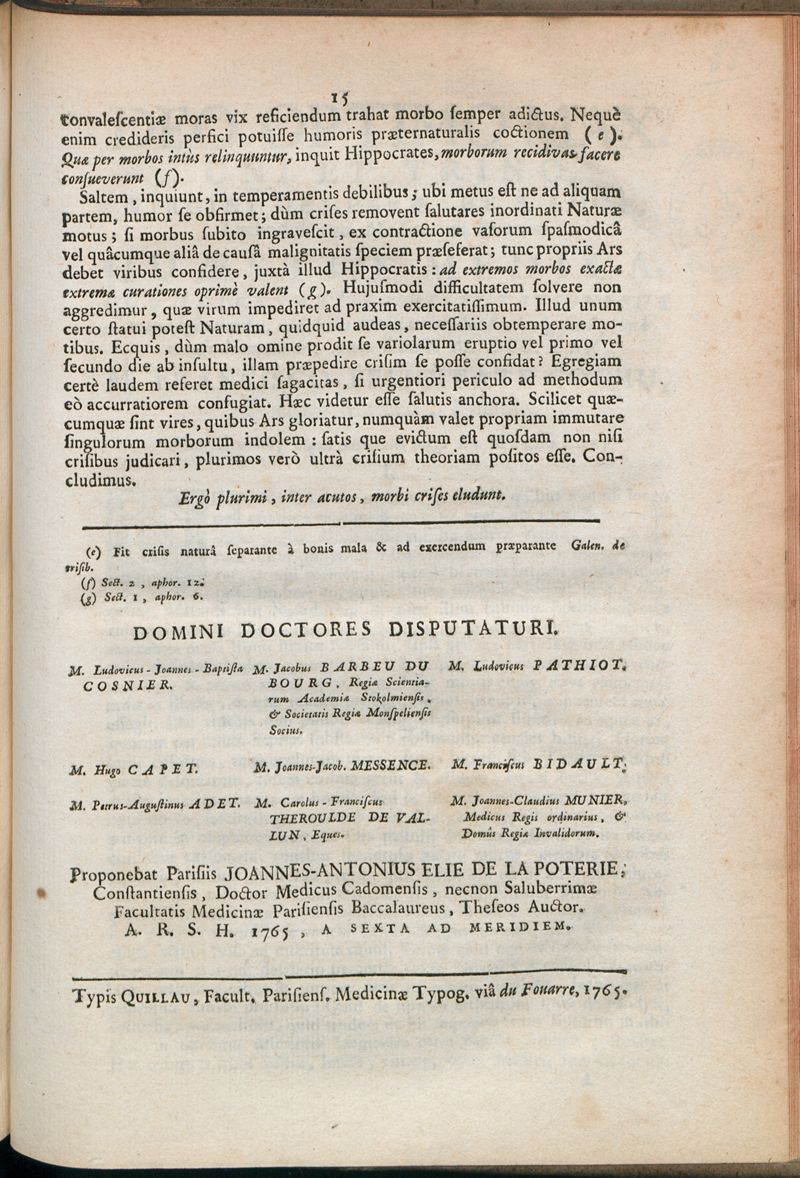 15
convaleſcentiæ moras vix reficiendum trahat morbo ſemper adictus. Nequè
enim credideris perfici potuiſſe humoris præternaturalis coctionem (e).
Quæ per morbos intùs relinquuntur, inquit Hippocrates, morborum recidivas facere
conſueverunt (f).
Saltem, inquiunt, in temperamentis debilibus; ubi metus eſt ne ad aliquam
partem, humor ſe obfirmet; dùm criſes removent ſalutares inordinati Naturæ
motus; ſi morbus ſubito ingraveſcit, ex contractione vaſorum ſpaſmodicâ
vel quâcumque aliâ de cauſâ malignitatis ſpeciem præſeferat; tunc propriis Ars
debet viribus confidere, juxtà illud Hippocratis: ad extremos morbos exactæ
extremæ curationes oprimè valent (g). Hujuſmodi difficultatem ſolvere non
aggredimur, quæ virum impediret ad praxim exercitatiſſimum. Illud unum
certo ſtatui poteſt Naturam, quidquid audeas, neceſſariis obtemperare mo-
tibus. Ecquis, dùm malo omine prodit ſe variolarum eruptio vel primo vel
ſecundo die ab inſultu, illam præpedire criſim ſe poſſe confidat? Egregiam
certè laudem referet medici ſagacitas, ſi urgentiori periculo ad methodum
eò accurratiorem confugiat. Hæc videtur eſſe ſalutis anchora. Scilicet quæ-
cumquæ ſint vires, quibus Ars gloriatur, numquàm valet propriam immutare
ſingulorum morborum indolem: ſatis que evictum eſt quoſdam non niſi
criſibus judicari, plurimos verò ultrà criſium theoriam poſitos eſſe. Con-
cludimus.
Ergò plurimi, inter acutos, morbi criſes eludunt.
(e) Fit criſis naturâ ſeparante à bonis mala & ad exercendum præparante Galen. de
criſib.
(f) Sect. 2, aphor. 12.
(g) Sect. 1, aphor. 6.
DOMINI DOCTORES DISPUTATURI.
M. Ludovicus-Joannes-Baptiſta COSNIER.
M. Jacobus BARBEU DU
BOURG, Regiæ Scientia-
rum Academiæ Stokolmienſis,
& Societatis Regiæ Monſpelienſis
Socius.
M. Ludovicus PATHIOT.
M. Hugo CAPET.
M. Joannes-Jacob. MESSENCE.
M. Franciſcus BIDAULT.
M. Petrus-Auguſtinus ADET.
M. Carolus-Franciſcus
THEROULDE DE VAL-
LUN, Eques.
M. Joannes-Claudius MUNIER,
Medicus Regis ordinarius, &
Domûs Regiæ Invalidorum.
Proponebat Pariſiis JOANNES-ANTONIUS ELIE DE LA POTERIE,
Conſtantienſis, Doctor Medicus Cadomenſis, necnon Saluberrimæ
Facultatis Medicinæ Pariſienſis Baccalaureus, Theſeos Auctor.
A. R. S. H. 1765, A SEXTA AD MERIDIEM.
Typis QUILLAU, Facult. Pariſienſ. Medicinæ Typog. viâ du Fouarre, 1765.